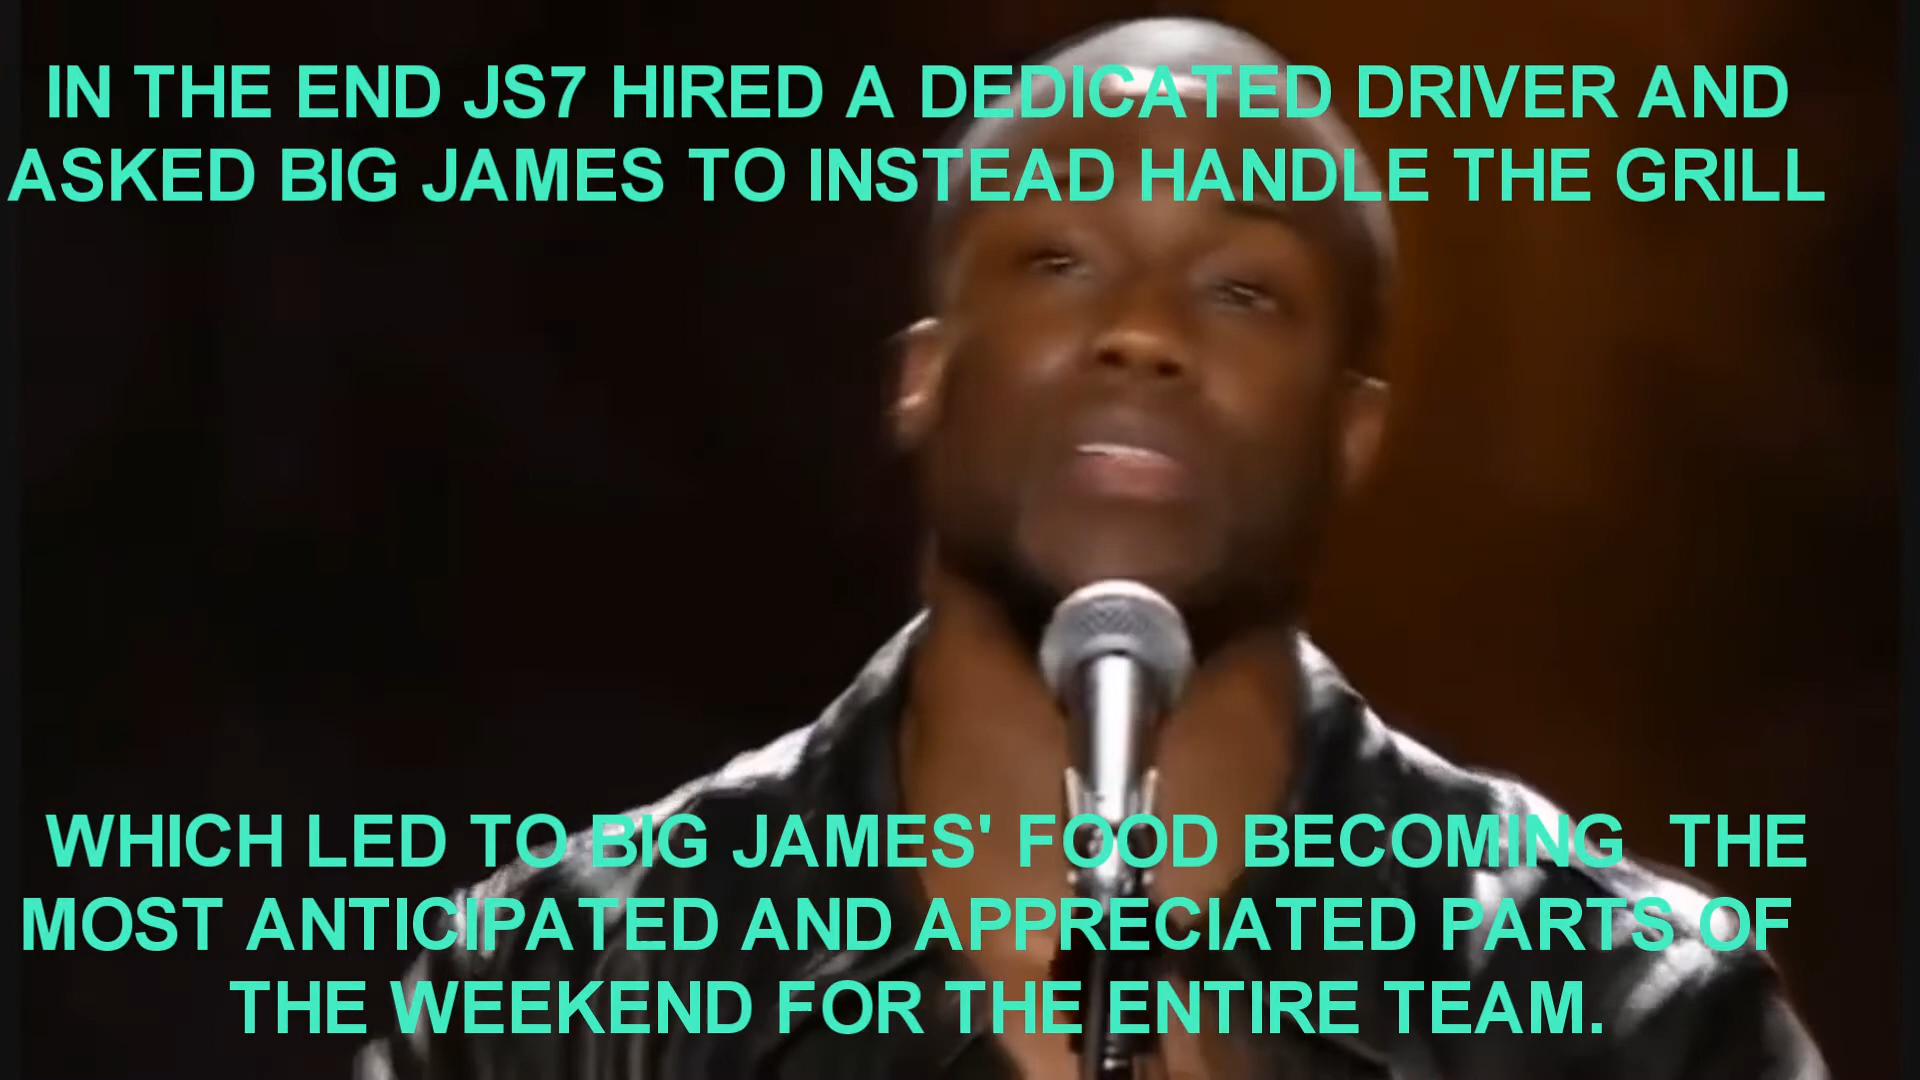 IN THE END JS7 HIRED A DEDICATED DRIVER AND
ASKED BIG JAMES TO INSTEAD HANDLE THE GRILL
WHICH LED TO BIG JAMES' FOOD BECOMING  THE
MOST ANTICIPATED AND APPRECIATED PARTS OF
THE WEEKEND FOR THE ENTIRE TEAM.